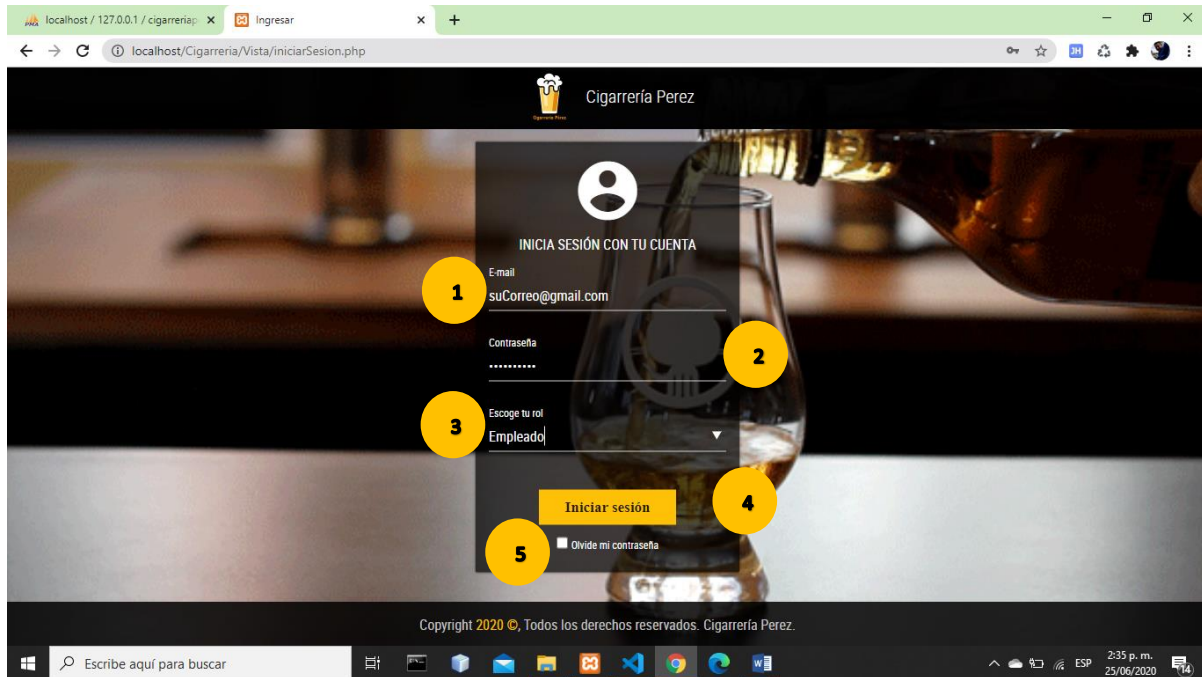 localhost / 127.0.0.1 / cigarreriap
Ingresar
localhost/Cigarreria/Vista/iniciarSesion.php
JH
Cigarrería Perez
Cigarrería Perez
INICIA SESIÓN CON TU CUENTA
E-mail
1
suCorreo@gmail.com
Contraseña
2
••••••••••
Escoge tu rol
3
Empleado
Iniciar sesión
4
5
Olvide mi contraseña
Copyright 2020 ©, Todos los derechos reservados. Cigarrería Perez.
Escribe aquí para buscar
ESP
2:35 p. m.
25/06/2020
14